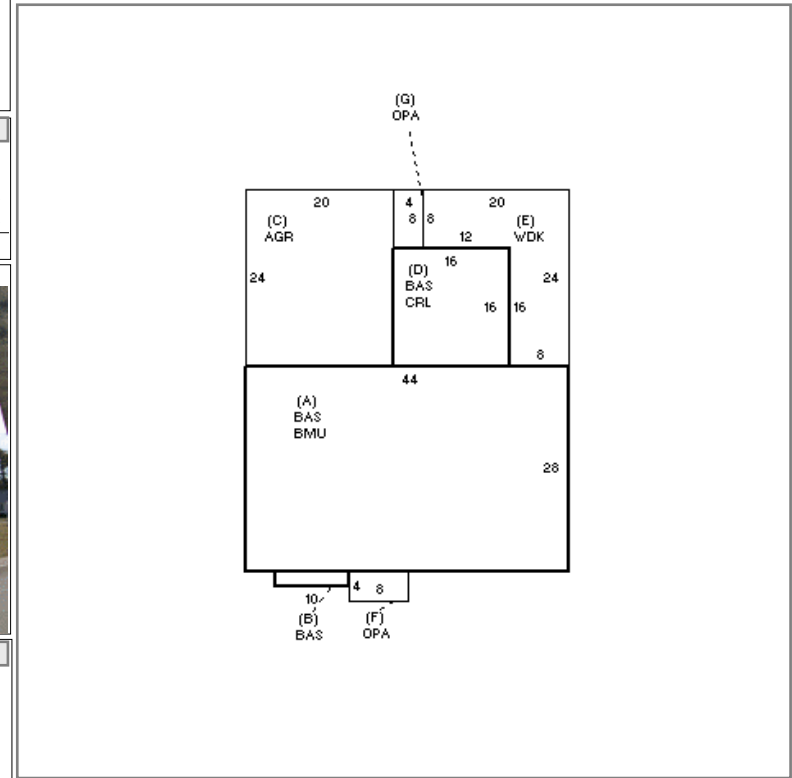 (G)
OPA
20
4
20
(C)
AGR
8
8
(E)
WDK
12
16
(D)
BAS
CRL
24
24
16
16
8
44
(A)
BAS
BMU
28
4
8
10
(B)
BAS
(F)
OPA